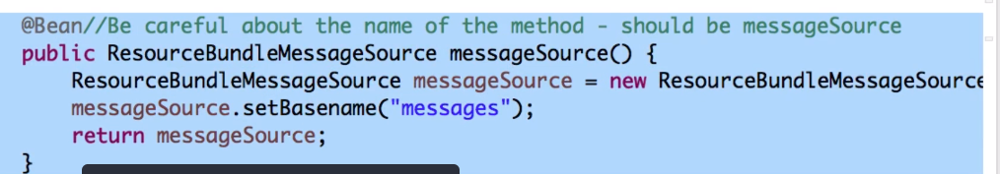 @Bean//Be careful about the name of the method - should be messageSource
public ResourceBundleMessageSource messageSource() {
ResourceBundleMessageSource messageSource = new ResourceBundleMessageSource
messageSource.setBasename("messages");
return messageSource;
}